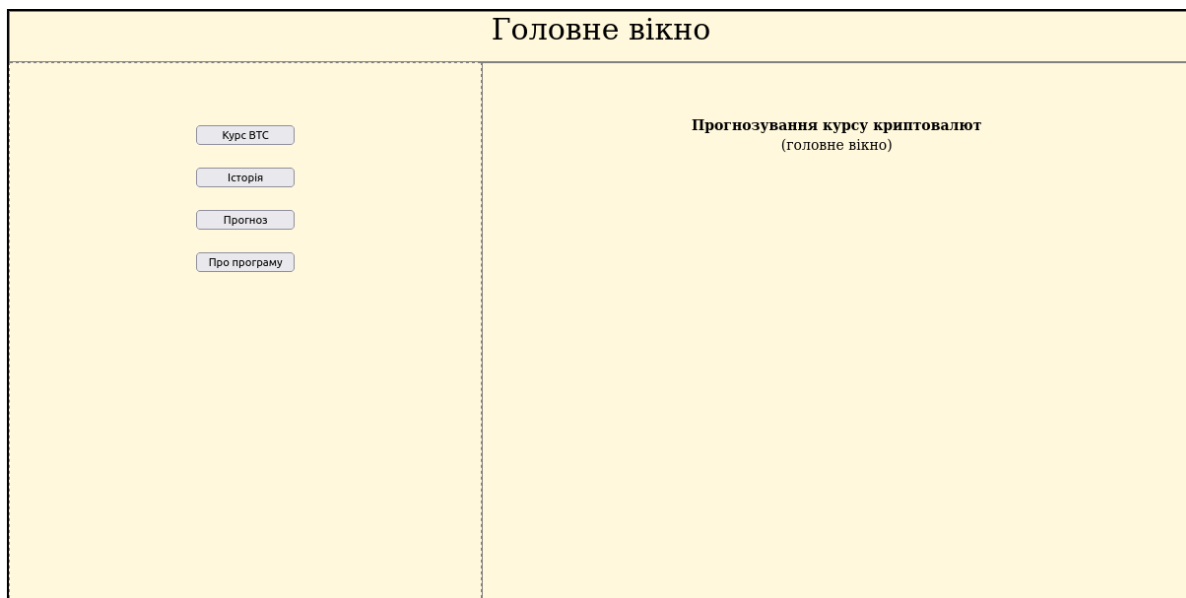 Головне вікно
Курс BTC
Історія
Прогноз
Про програму
Прогнозування курсу криптовалют
(головне вікно)